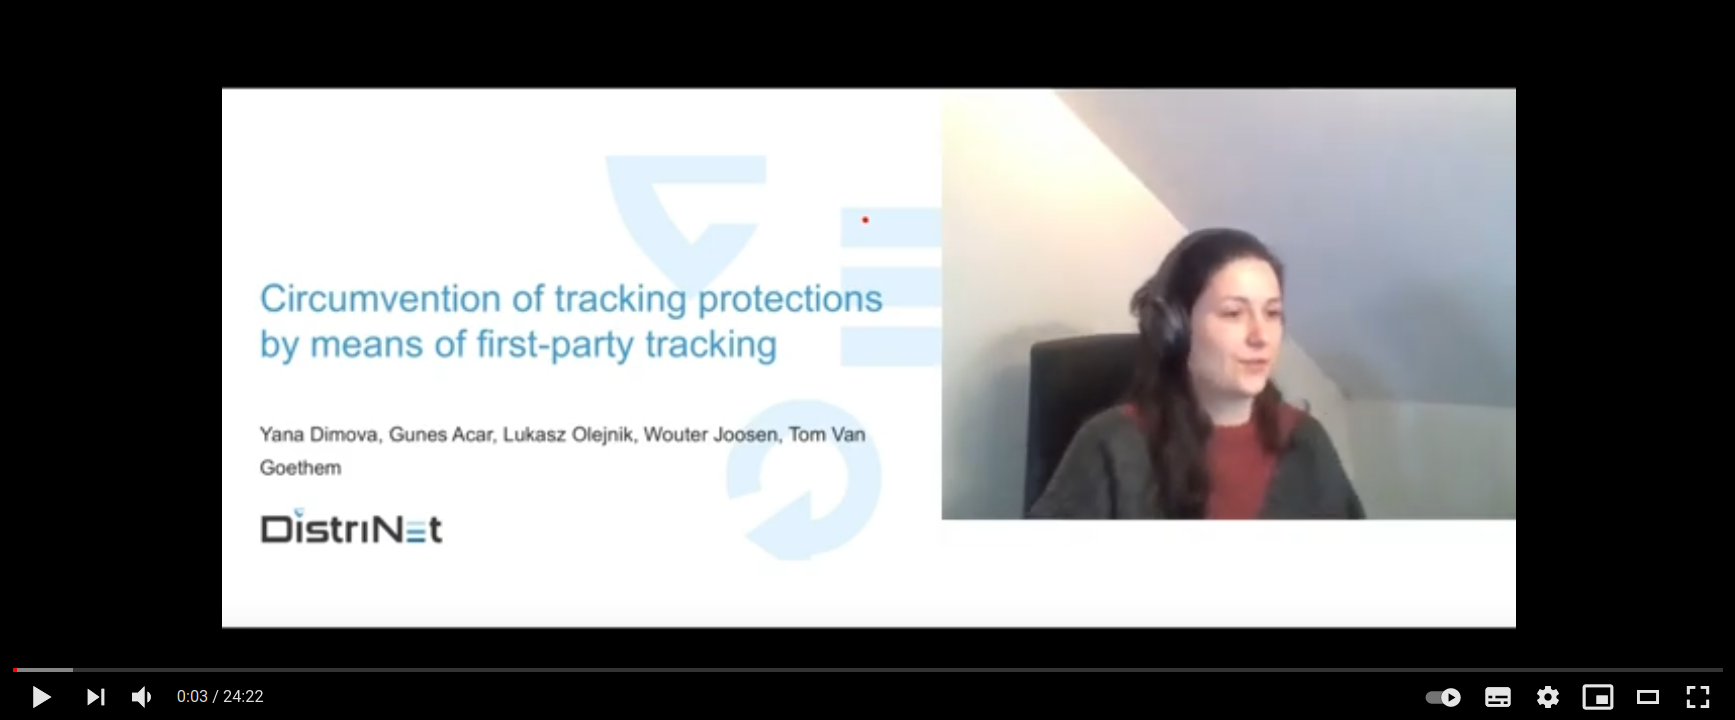 Circumvention of tracking protections
by means of first-party tracking
Yana Dimova, Gunes Acar, Lukasz Olejnik, Wouter Joosen, Tom Van
Goethem
DistriNet
0:03 / 24:22